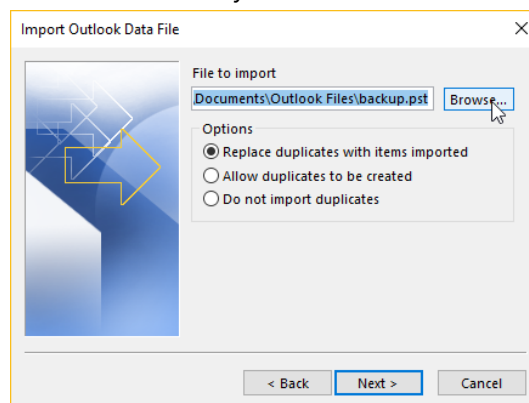 Import Outlook Data File
File to import
Documents\Outlook Files\backup.pst
Browse...
Options
Replace duplicates with items imported
Allow duplicates to be created
Do not import duplicates
< Back
Next >
Cancel